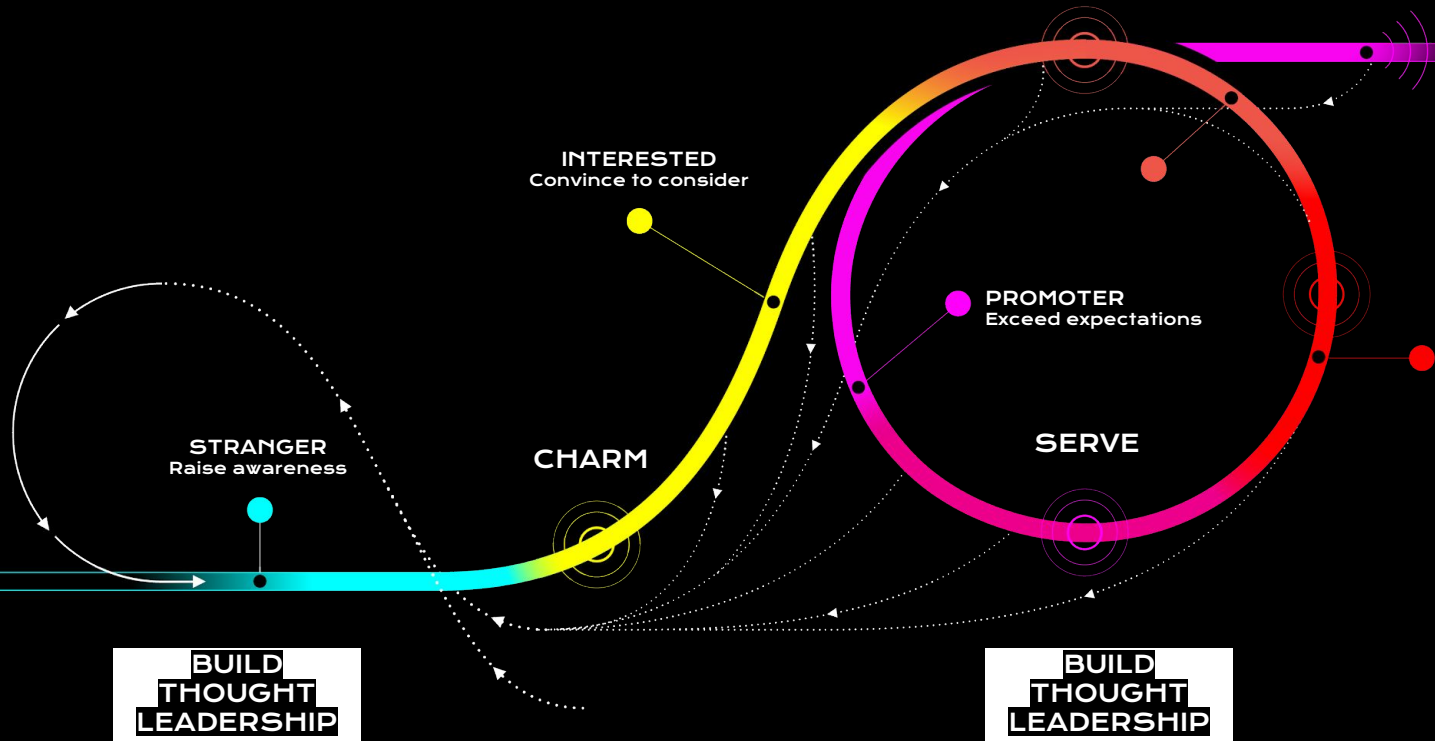 INTERESTED
Convince to consider
PROMOTER
Exceed expectations
STRANGER
Raise awareness
CHARM
SERVE
BUILD
THOUGHT
LEADERSHIP
BUILD
THOUGHT
LEADERSHIP